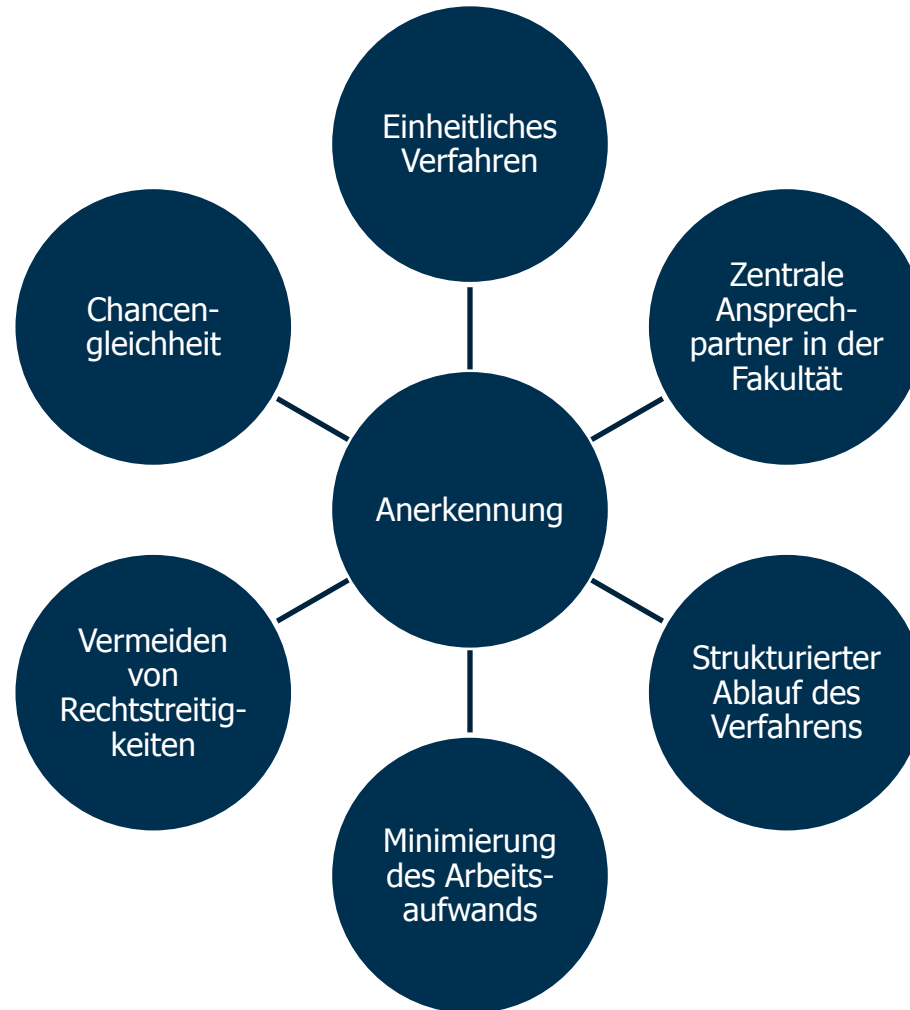 Einheitliches
Verfahren
Zentrale
Ansprech-
partner in der
Fakultät
Chancen-
gleichheit
Anerkennung
Strukturierter
Ablauf des
Verfahrens
Vermeiden
von
Rechtstreitig-
keiten
Minimierung
des Arbeits-
aufwands